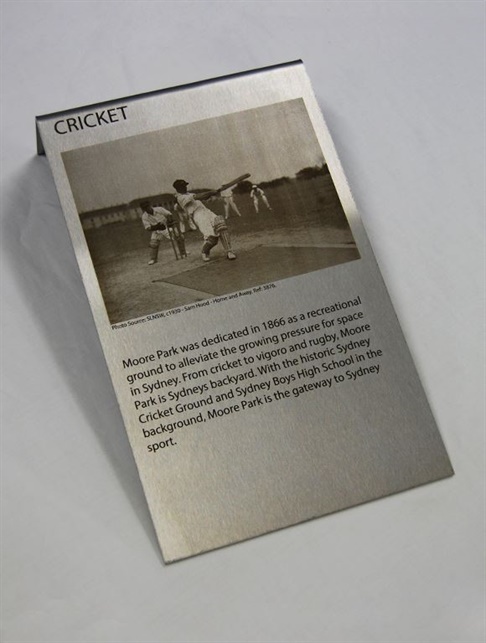 CRICKET
Photo Source: SLNSW, c1930 - Sam Hood - Home and Away Ref: 5876.
Moore Park was dedicated in 1866 as a recreational
ground to alleviate the growing pressure for space
in Sydney. From cricket to vigoro and rugby, Moore
Park is Sydneys backyard. With the historic Sydney
Cricket Ground and Sydney Boys High School in the
background, Moore Park is the gateway to Sydney
sport.